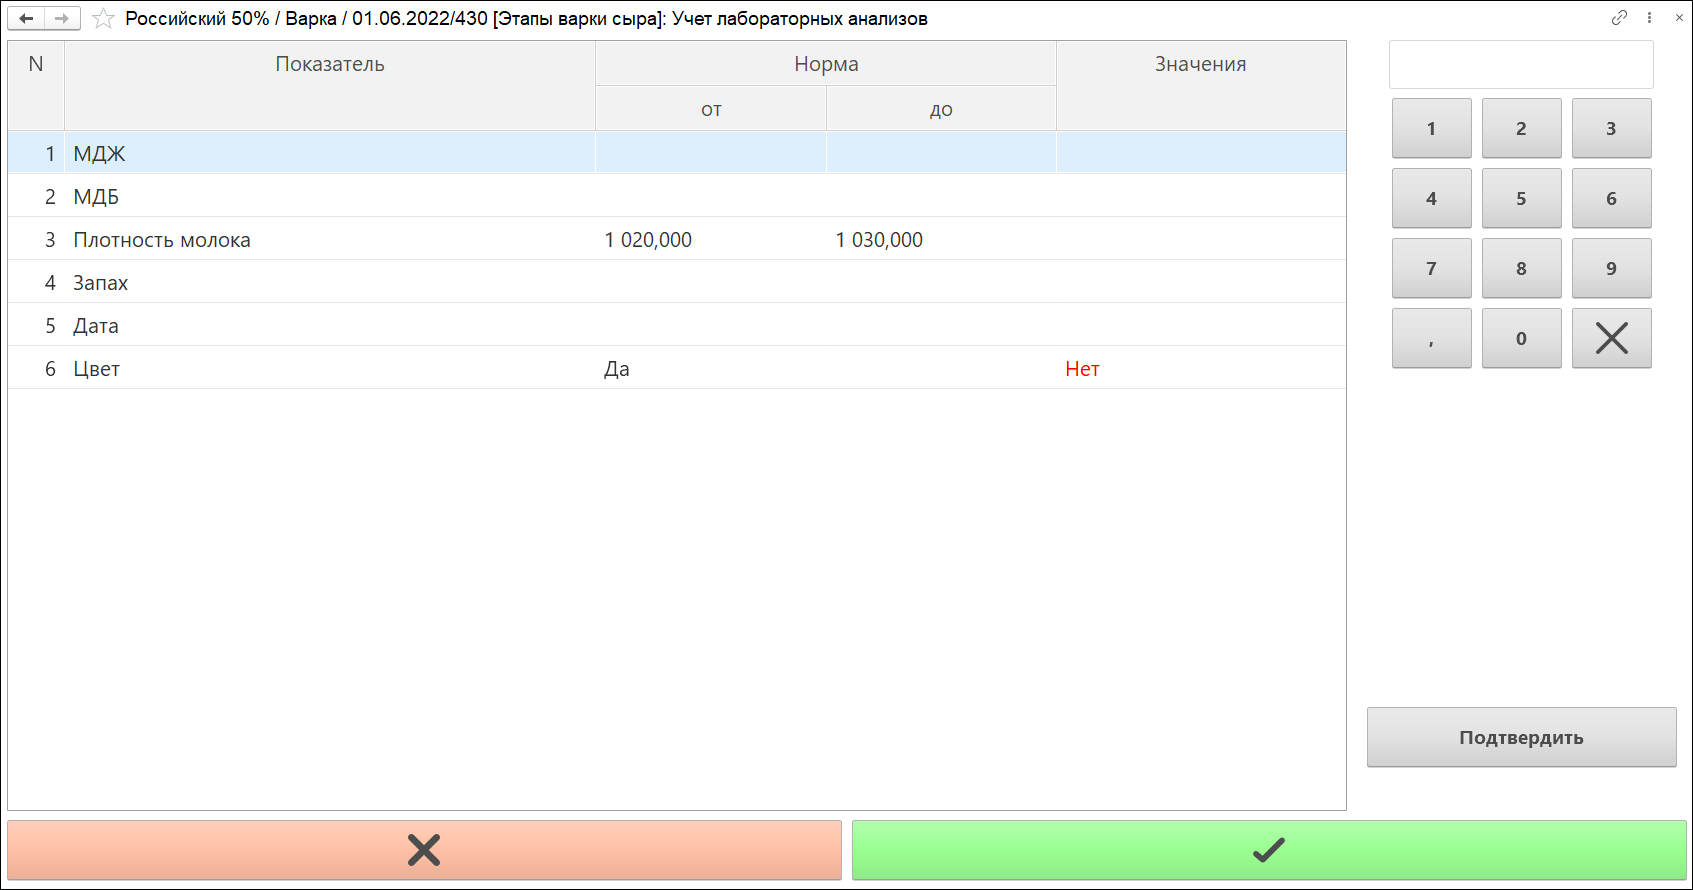 Российский 50% / Варка / 01.06.2022/430 [Этапы варки сыра]: Учет лабораторных анализов
N Показатель Норма Значения
от до
1 МДЖ
2 МДБ
3 Плотность молока 1 020,000 1 030,000
4 Запах
5 Дата
6 Цвет Да Нет
1 2 3
4 5 6
7 8 9
, 0
Подтвердить